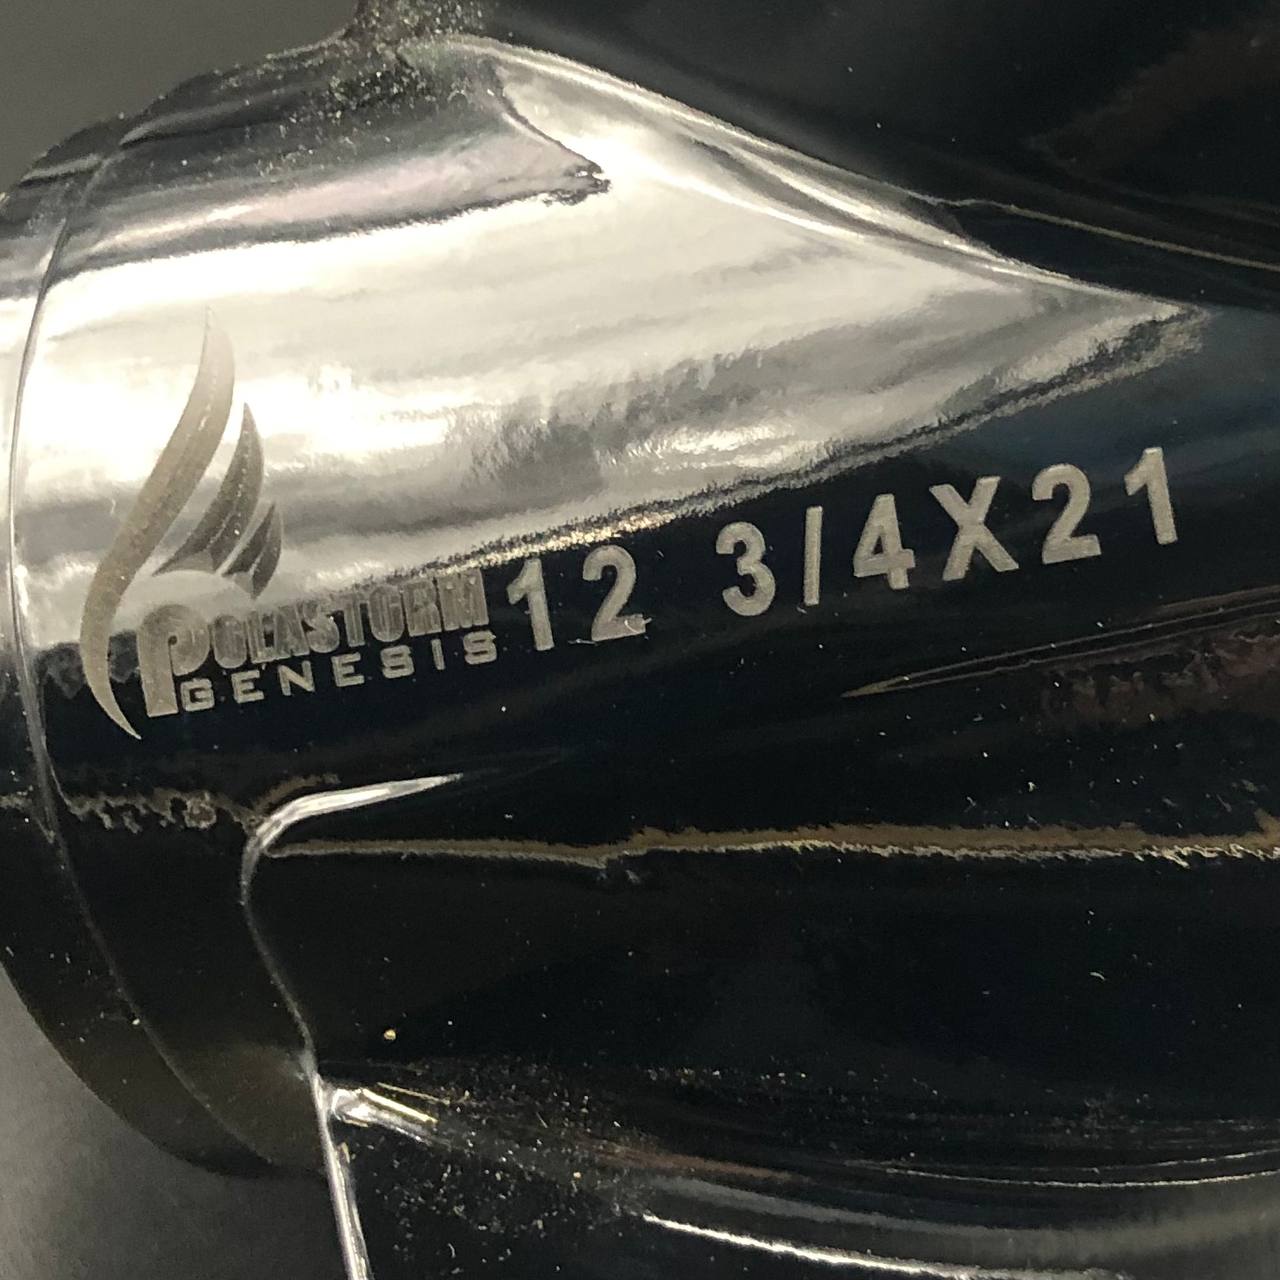 POLASTORM 12 3/4X21
GENESIS